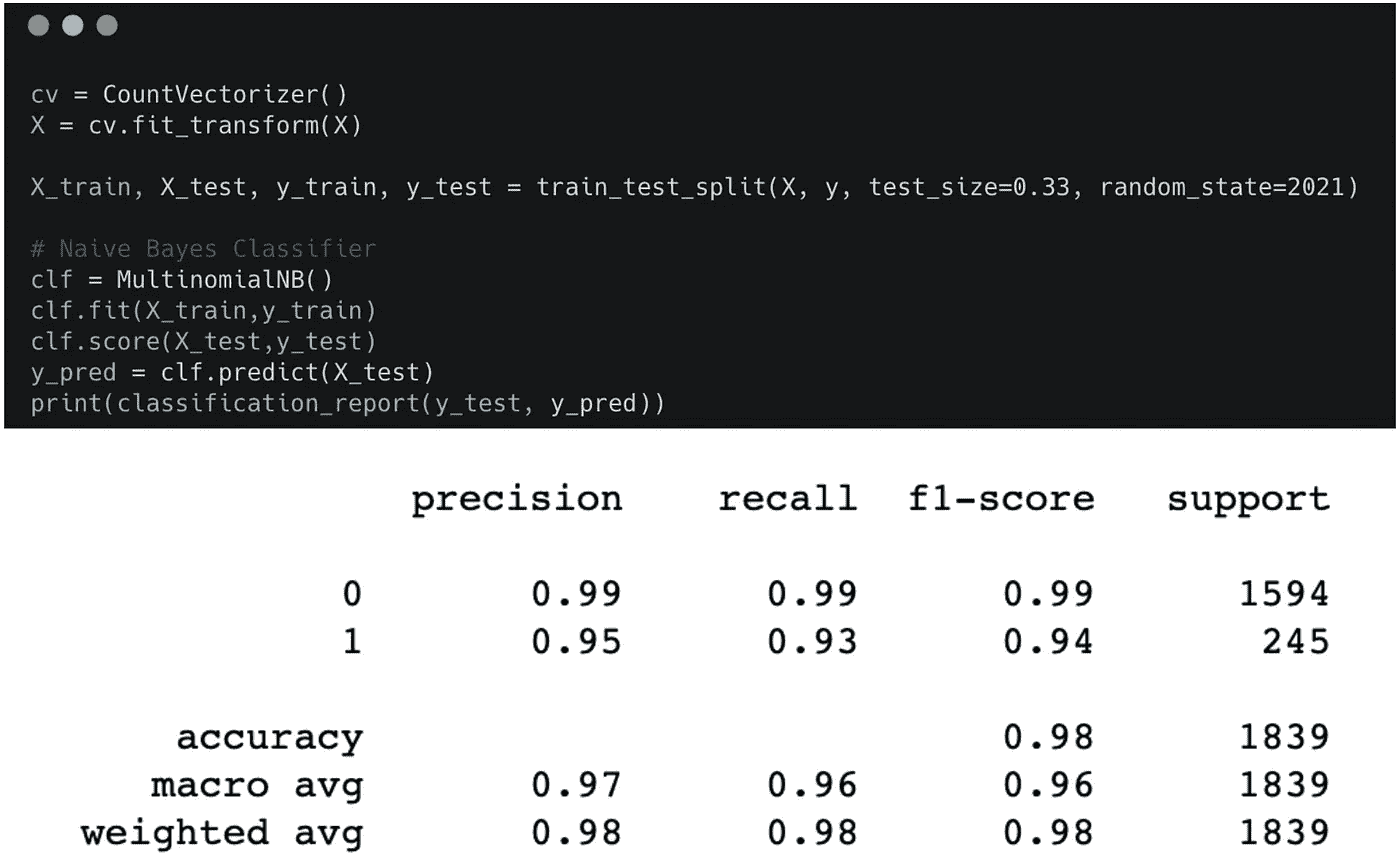 cv = CountVectorizer()
X = cv.fit_transform(X)
X_train, X_test, y_train, y_test = train_test_split(X, y, test_size=0.33, random_state=2021)
# Naive Bayes Classifier
clf = MultinomialNB()
clf.fit(X_train,y_train)
clf.score(X_test,y_test)
y_pred = clf.predict(X_test)
print(classification_report(y_test, y_pred))
precision recall f1-score support
0 0.99 0.99 0.99 1594
1 0.95 0.93 0.94 245
accuracy 0.98 1839
macro avg 0.97 0.96 0.96 1839
weighted avg 0.98 0.98 0.98 1839